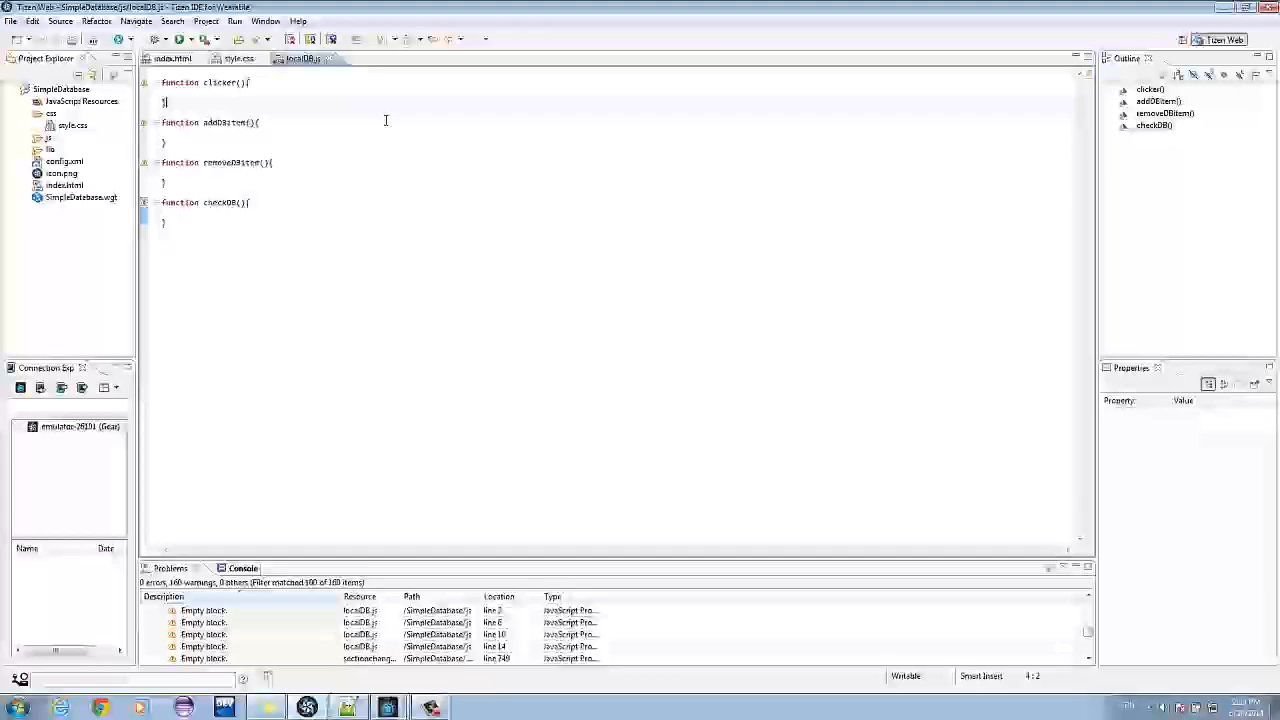 Tizen Web - SimpleDatabase/js/localDB.js - Tizen IDE for Wearable
File Edit Source Refactor Navigate Search Project Run Window Help
Tizen Web
Project Explorer
index.html
style.css
localDB.js
Outline
SimpleDatabase
JavaScript Resources
css
style.css
js
lib
config.xml
icon.png
index.html
SimpleDatabase.wgt
function clicker(){
}
function addDBItem(){
}
function removeDBItem(){
}
function checkDB(){
}
clicker()
addDBItem()
removeDBItem()
checkDB()
Connection Exp
emulator-26101 (Gear)
Name Date
Properties
Property Value
Problems Console
0 errors, 160 warnings, 0 others (Filter matched 100 of 160 items)
Description Resource Path Location Type
Empty block. localDB.js /SimpleDatabase/js line 2 JavaScript Pro...
Empty block. localDB.js /SimpleDatabase/js line 6 JavaScript Pro...
Empty block. localDB.js /SimpleDatabase/js line 10 JavaScript Pro...
Empty block. localDB.js /SimpleDatabase/js line 14 JavaScript Pro...
Empty block. sectionchang... /SimpleDatabase/... line 749 JavaScript Pro...
Writable Smart Insert 4 : 2